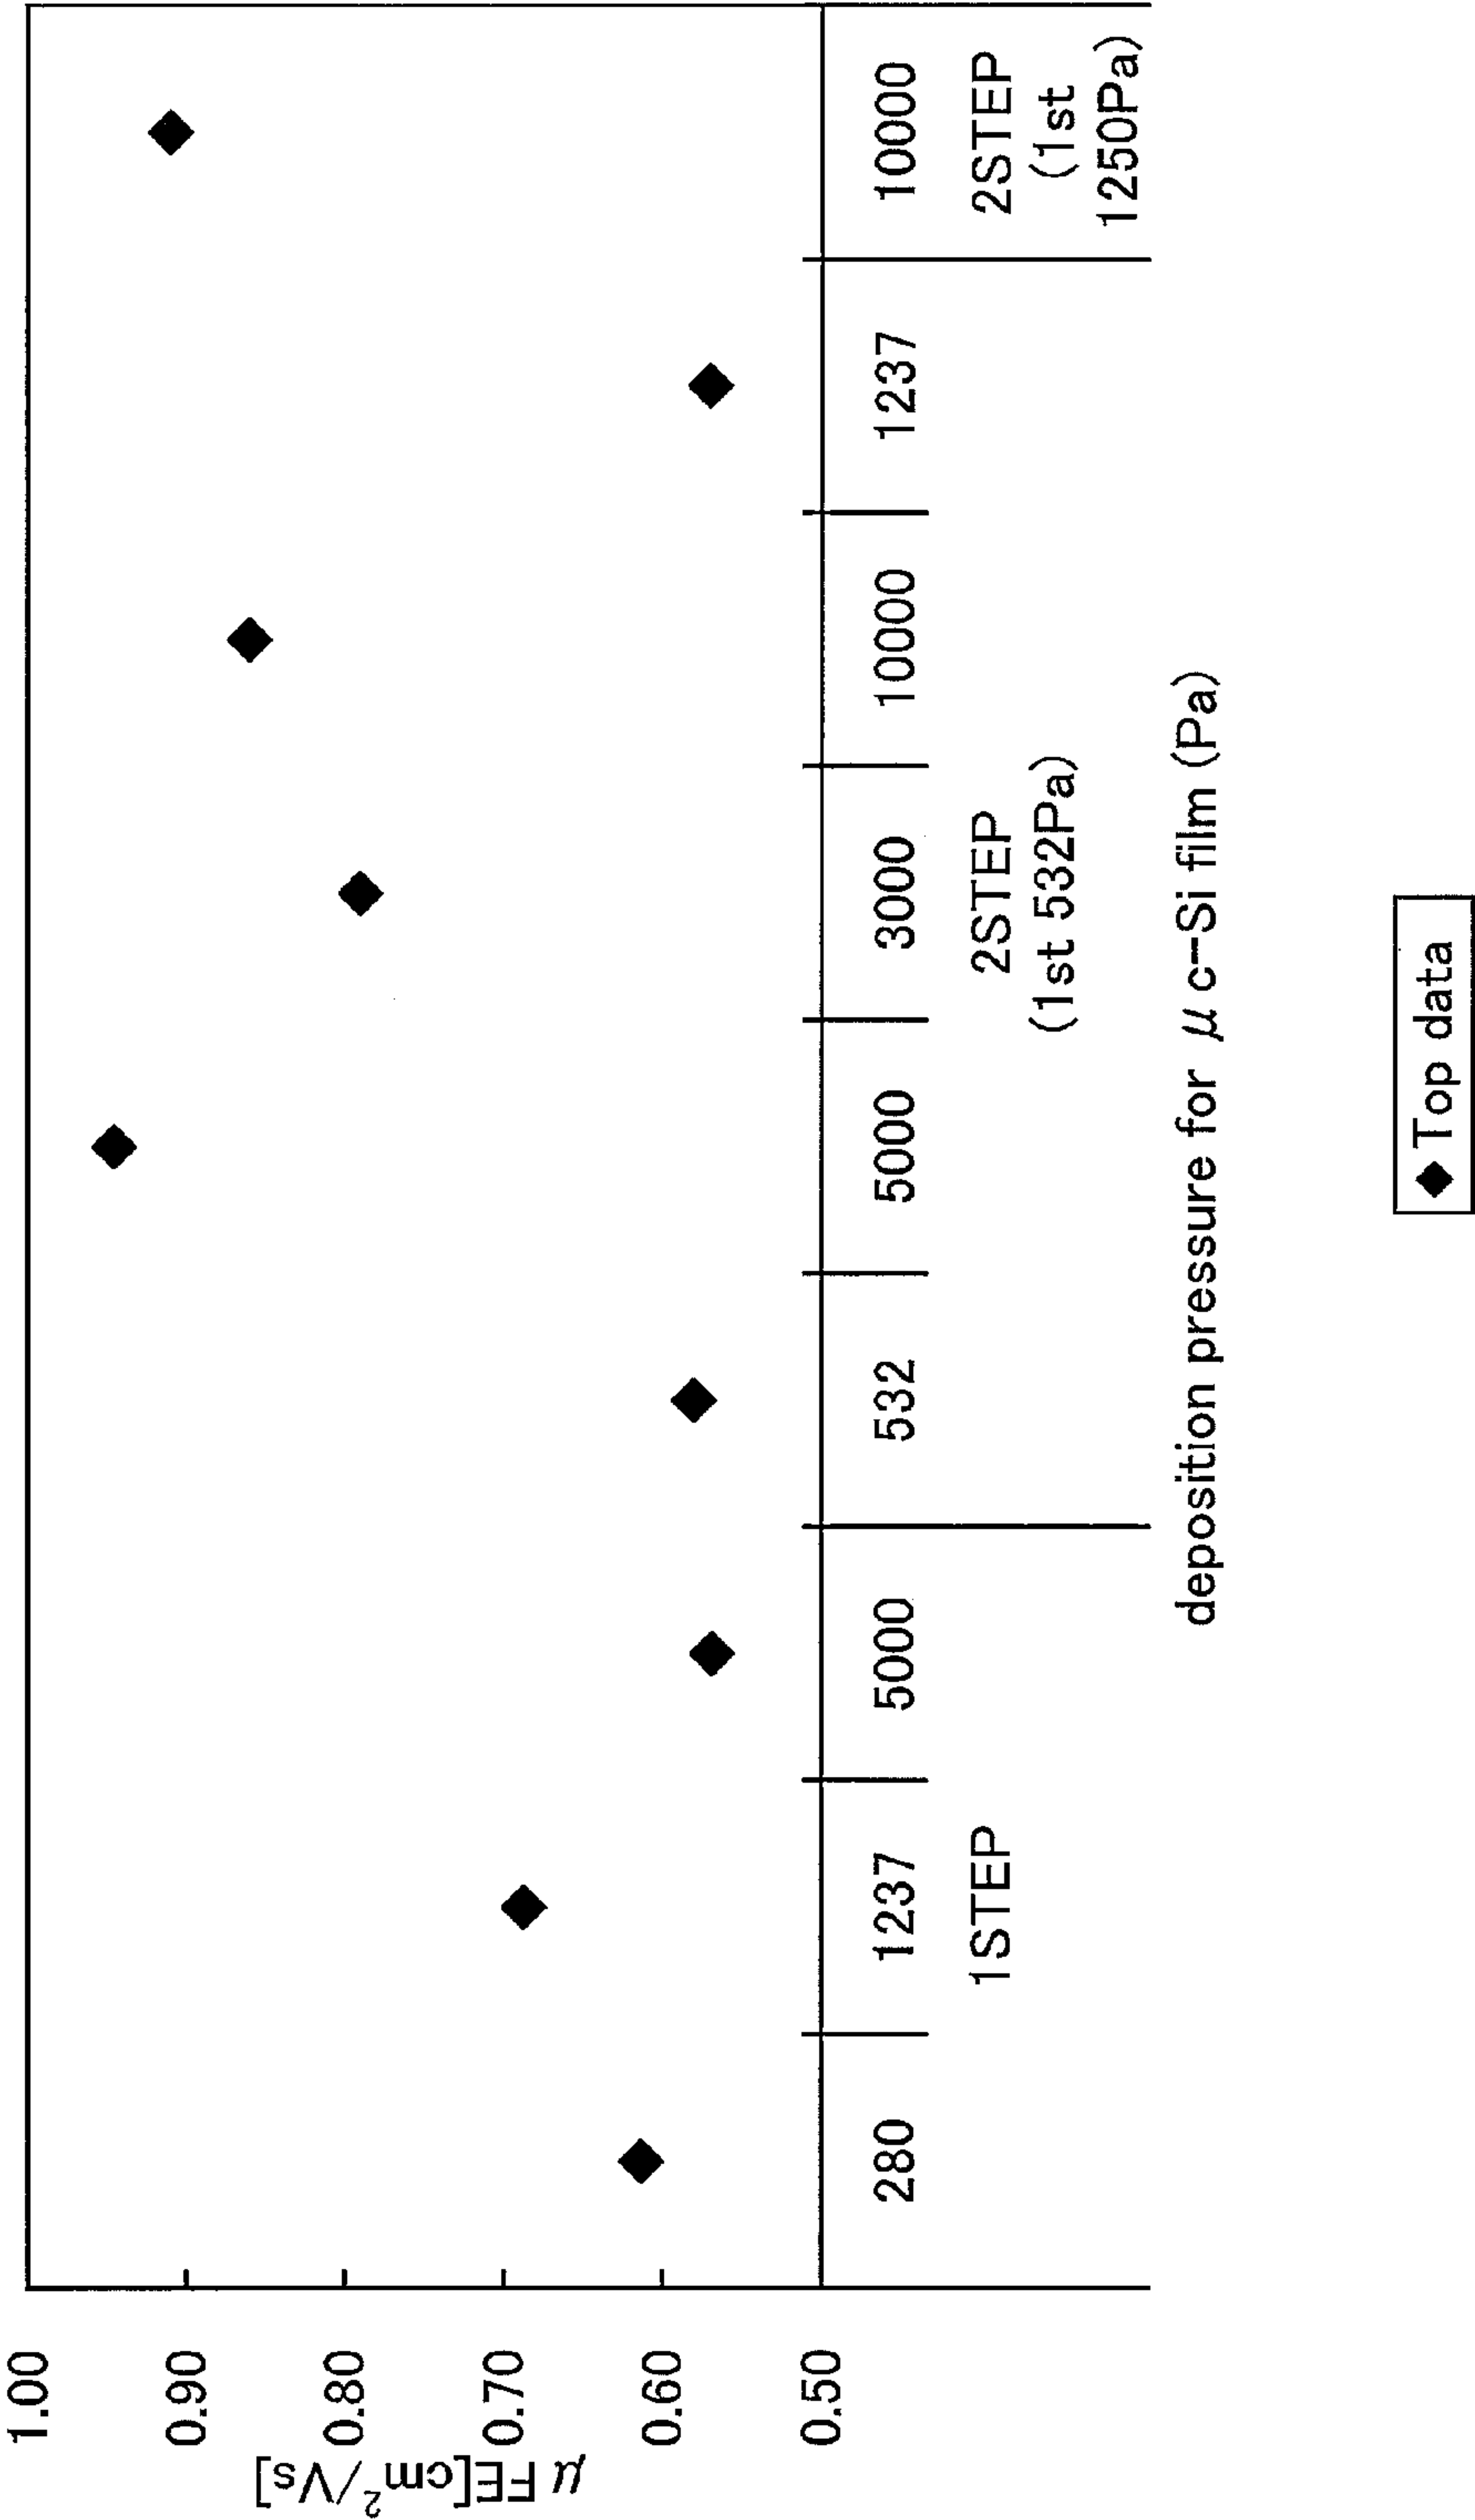 μFE[cm²/Vs]
1.00
0.90
0.80
0.70
0.60
0.50
280 1237 5000 532 5000 3000 10000 1237 10000
1STEP 2STEP 2STEP
(1st 532Pa) (1st
1250Pa)
deposition pressure for μc-Si film (Pa)
Top data